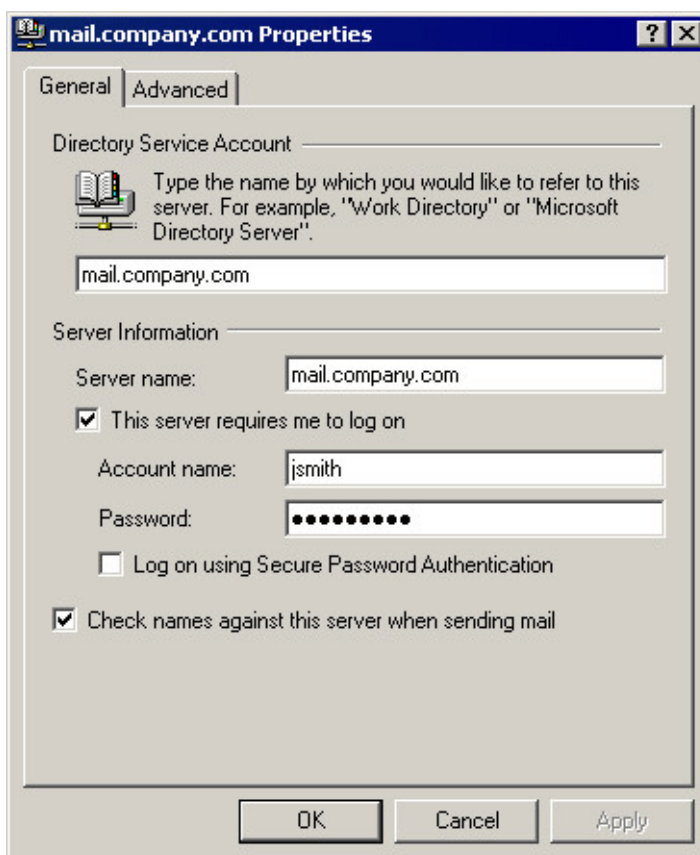 mail.company.com Properties
General
Advanced
Directory Service Account
Type the name by which you would like to refer to this
server. For example, "Work Directory" or "Microsoft
Directory Server".
mail.company.com
Server Information
Server name:
mail.company.com
This server requires me to log on
Account name:
jsmith
Password:
●●●●●●●●●
Log on using Secure Password Authentication
Check names against this server when sending mail
OK
Cancel
Apply